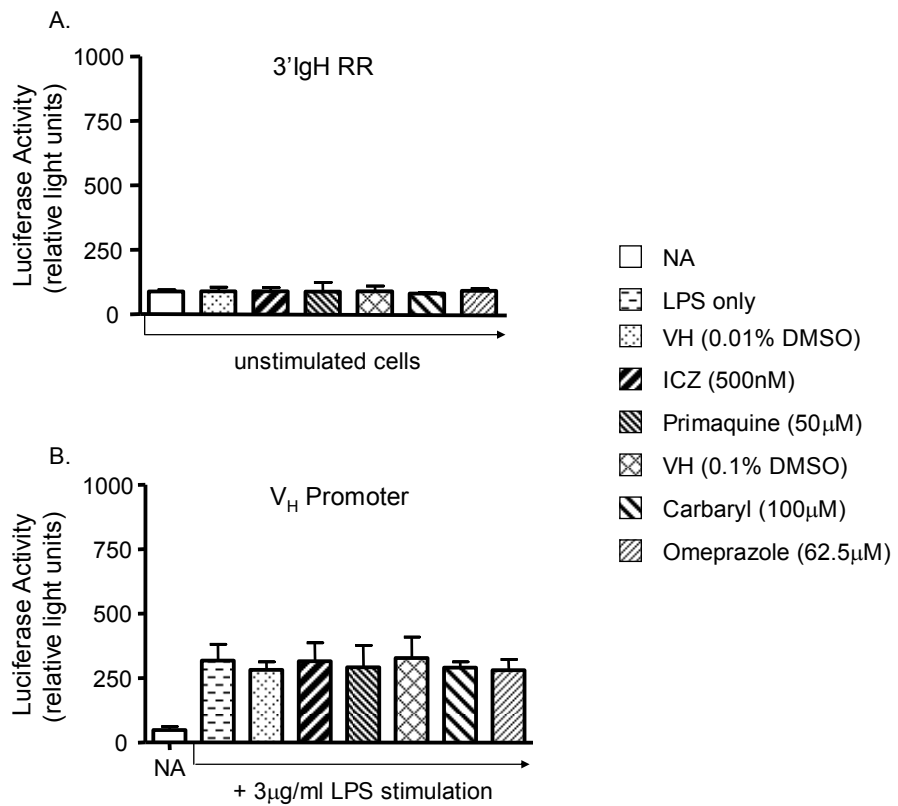 A.
3'IgH RR
Luciferase Activity
(relative light units)
1000
750
500
250
0
unstimulated cells
NA
LPS only
VH (0.01% DMSO)
ICZ (500nM)
Primaquine (50μM)
VH (0.1% DMSO)
Carbaryl (100μM)
Omeprazole (62.5μM)
B.
VH Promoter
Luciferase Activity
(relative light units)
1000
750
500
250
0
NA
+ 3μg/ml LPS stimulation